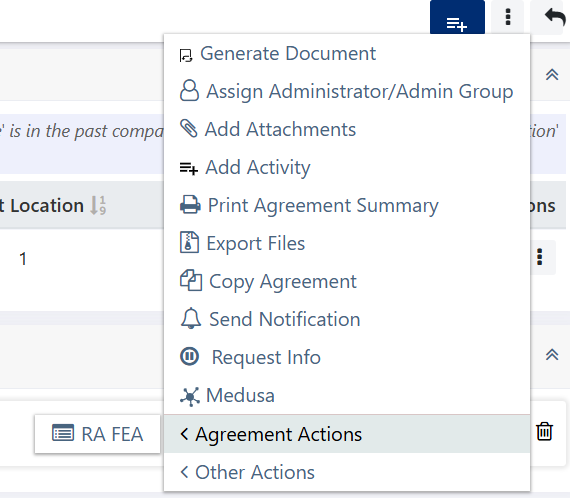 Generate Document
Assign Administrator/Admin Group
Add Attachments
' is in the past compa
tion'
Add Activity
t Location
Print Agreement Summary
ons
Export Files
1
Copy Agreement
Send Notification
Request Info
Medusa
RA FEA
Agreement Actions
Other Actions